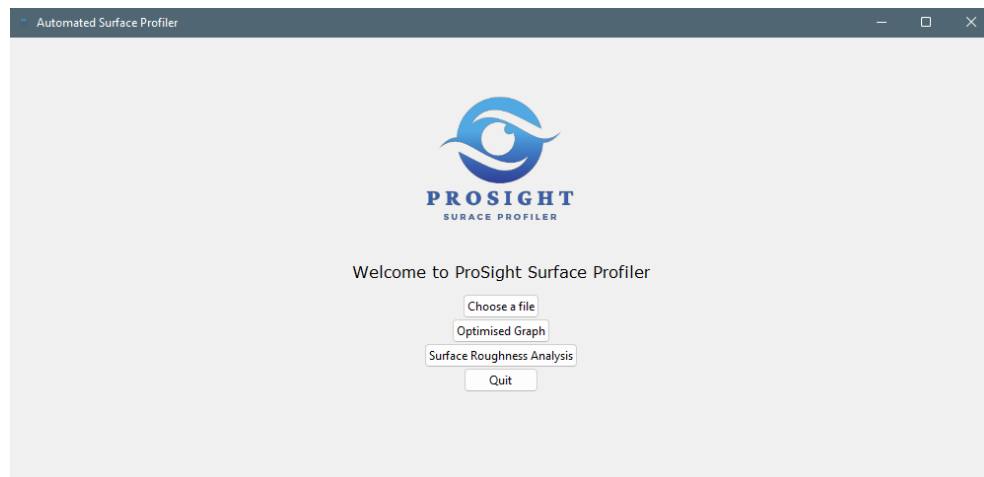 Automated Surface Profiler
PROSIGHT
SURACE PROFILER
Welcome to ProSight Surface Profiler
Choose a file
Optimised Graph
Surface Roughness Analysis
Quit